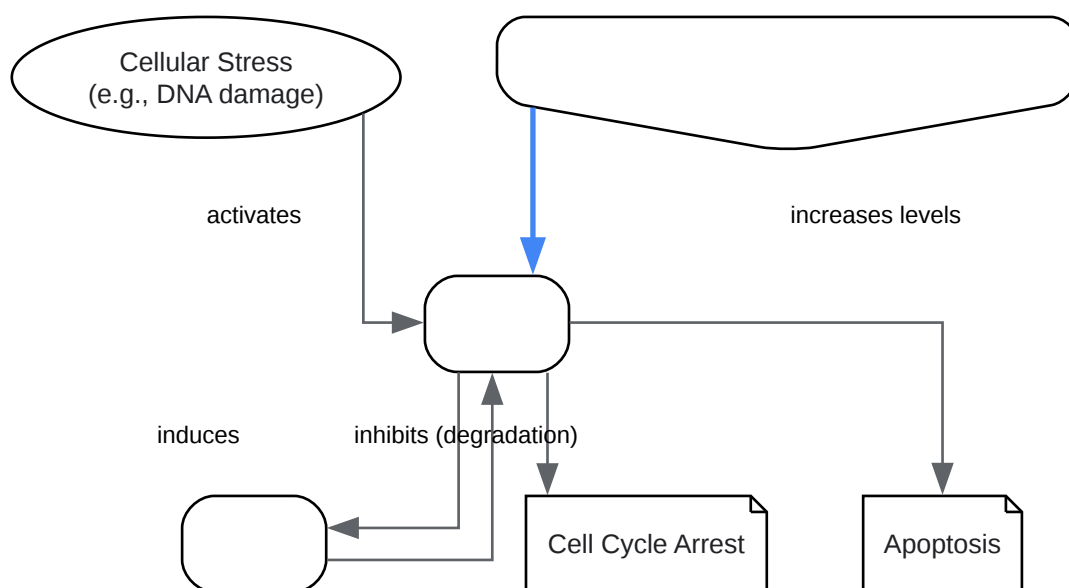 Cellular Stress
(e.g., DNA damage)
activates
increases levels
induces
inhibits (degradation)
Cell Cycle Arrest
Apoptosis